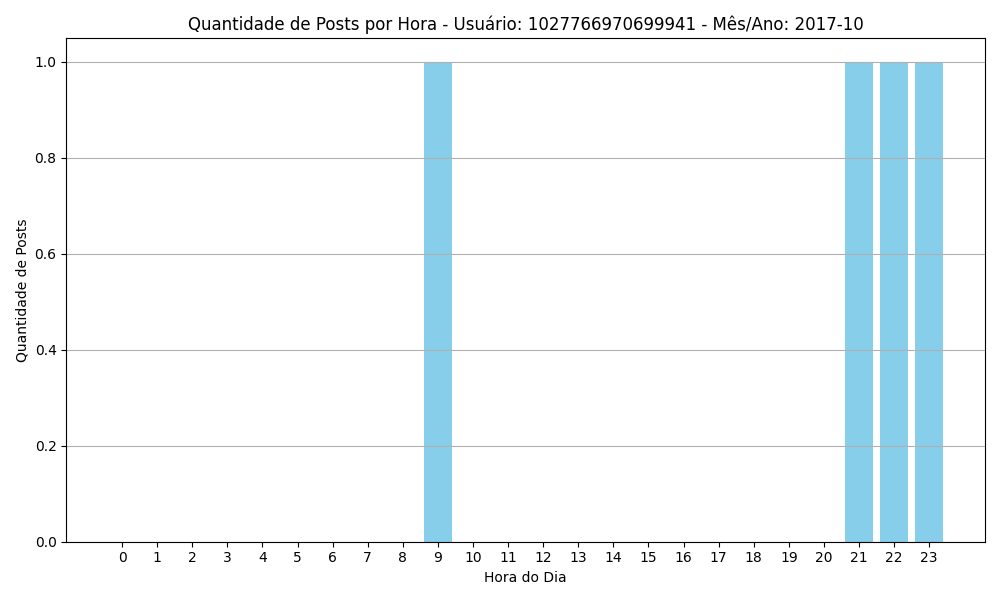 Quantidade de Posts por Hora - Usuário: 1027766970699941 - Mês/Ano: 2017-10
1.0
0.8
0.6
0.4
0.2
0.0
Quantidade de Posts
0 1 2 3 4 5 6 7 8 9 10 11 12 13 14 15 16 17 18 19 20 21 22 23
Hora do Dia